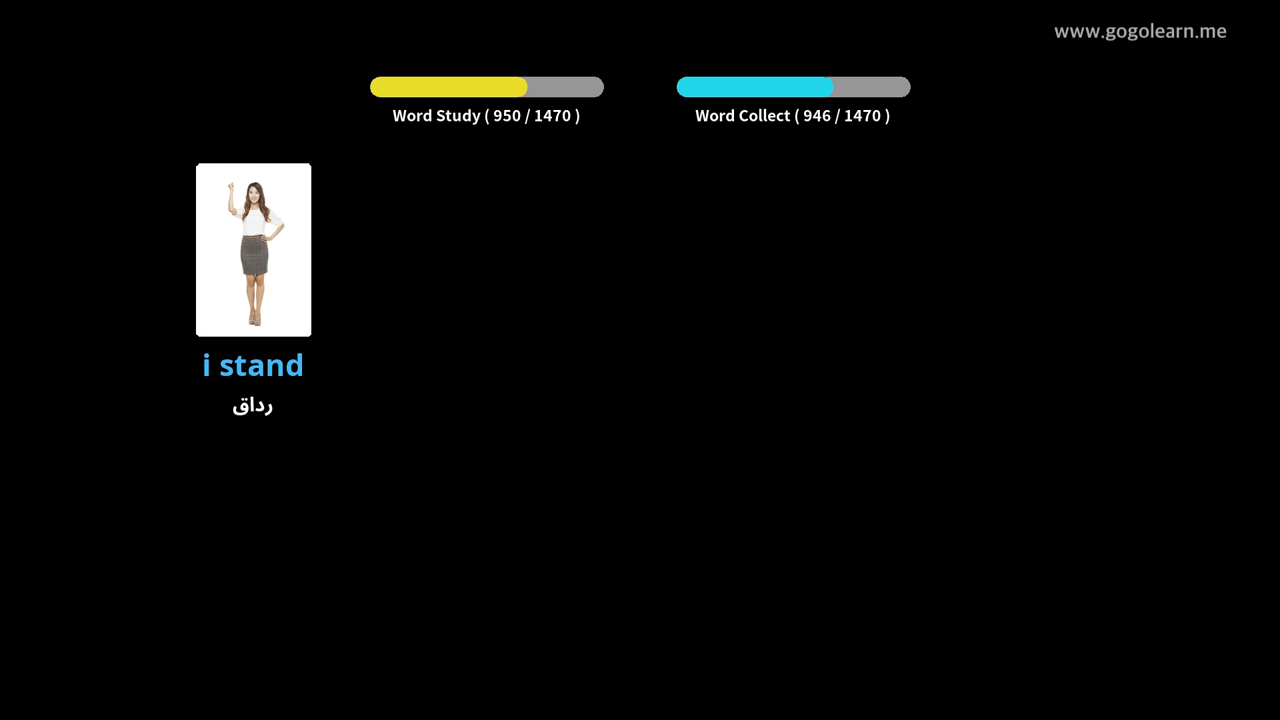 www.gogolearn.me
Word Study ( 950 / 1470 )
Word Collect ( 946 / 1470 )
i stand
رداق